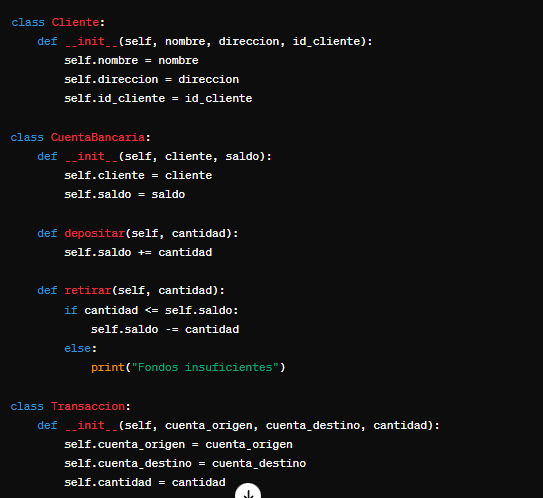 class Cliente:
    def __init__(self, nombre, direccion, id_cliente):
        self.nombre = nombre
        self.direccion = direccion
        self.id_cliente = id_cliente

class CuentaBancaria:
    def __init__(self, cliente, saldo):
        self.cliente = cliente
        self.saldo = saldo

    def depositar(self, cantidad):
        self.saldo += cantidad

    def retirar(self, cantidad):
        if cantidad <= self.saldo:
            self.saldo -= cantidad
        else:
            print("Fondos insuficientes")

class Transaccion:
    def __init__(self, cuenta_origen, cuenta_destino, cantidad):
        self.cuenta_origen = cuenta_origen
        self.cuenta_destino = cuenta_destino
        self.cantidad = cantidad